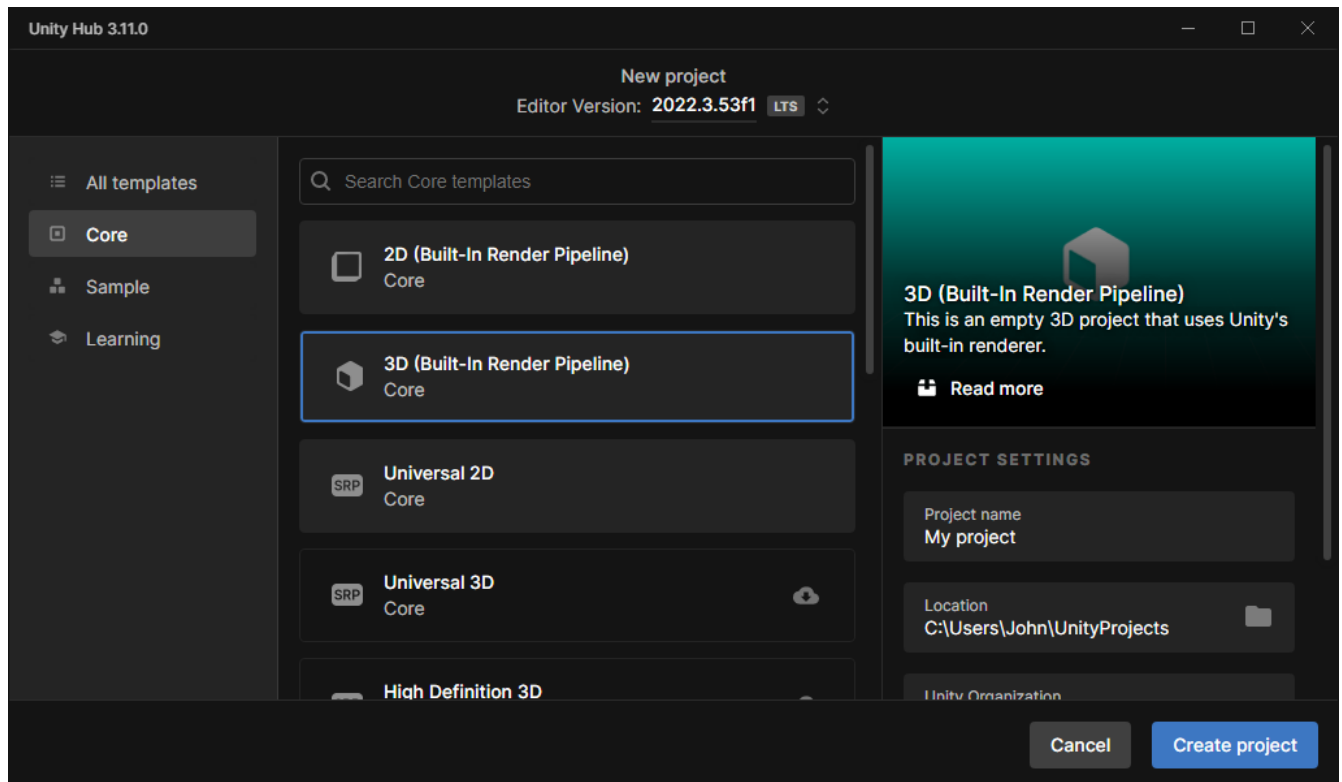 Unity Hub 3.11.0
New project
Editor Version: 2022.3.53f1 LTS
All templates
Core
Sample
Learning
Search Core templates
2D (Built-In Render Pipeline)
Core
3D (Built-In Render Pipeline)
Core
SRP
Universal 2D
Core
SRP
Universal 3D
Core
High Definition 3D
3D (Built-In Render Pipeline)
This is an empty 3D project that uses Unity's
built-in renderer.
Read more
PROJECT SETTINGS
Project name
My project
Location
C:\Users\John\UnityProjects
Unity Organization
Cancel
Create project